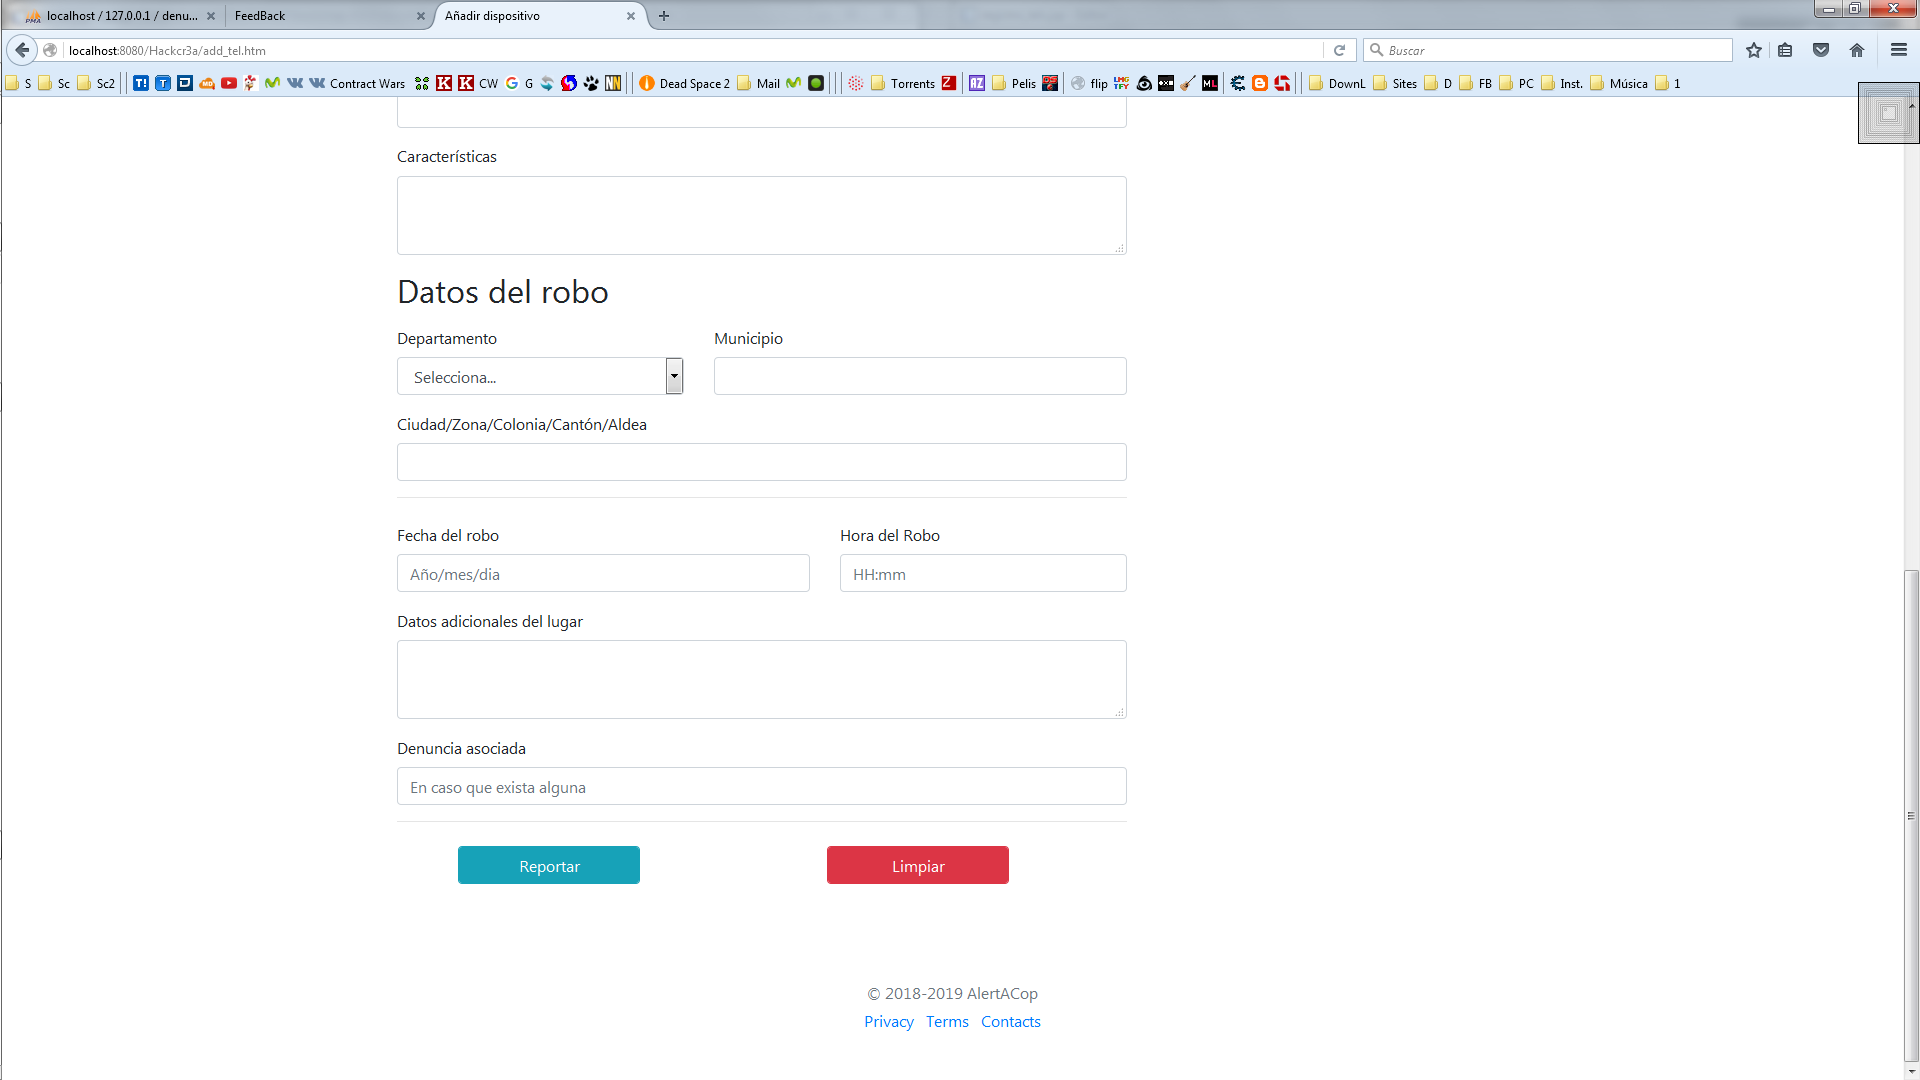 localhost / 127.0.0.1 / denu...
FeedBack
Añadir dispositivo
localhost:8080/Hackcr3a/add_tel.htm
Buscar
S Sc Sc2 Contract Wars CW G Dead Space 2 Mail Torrents Pelis flip DownL Sites D FB PC Inst. Música 1
Características
Datos del robo
Departamento Municipio
Selecciona...
Ciudad/Zona/Colonia/Cantón/Aldea
Fecha del robo Hora del Robo
Año/mes/dia HH:mm
Datos adicionales del lugar
Denuncia asociada
En caso que exista alguna
Reportar Limpiar
© 2018-2019 AlertACop
Privacy Terms Contacts